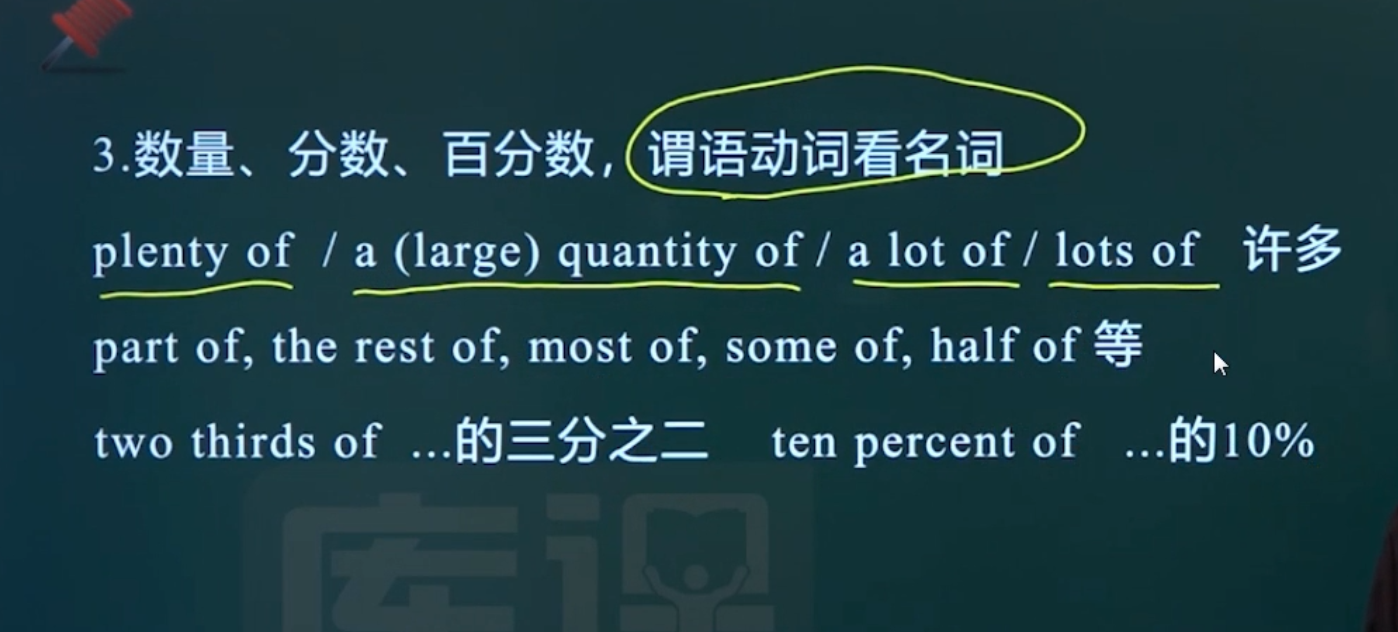 3.数量、分数、百分数，谓语动词看名词
plenty of / a (large) quantity of / a lot of / lots of 许多
part of, the rest of, most of, some of, half of 等
two thirds of …的三分之二 ten percent of …的10%
库课